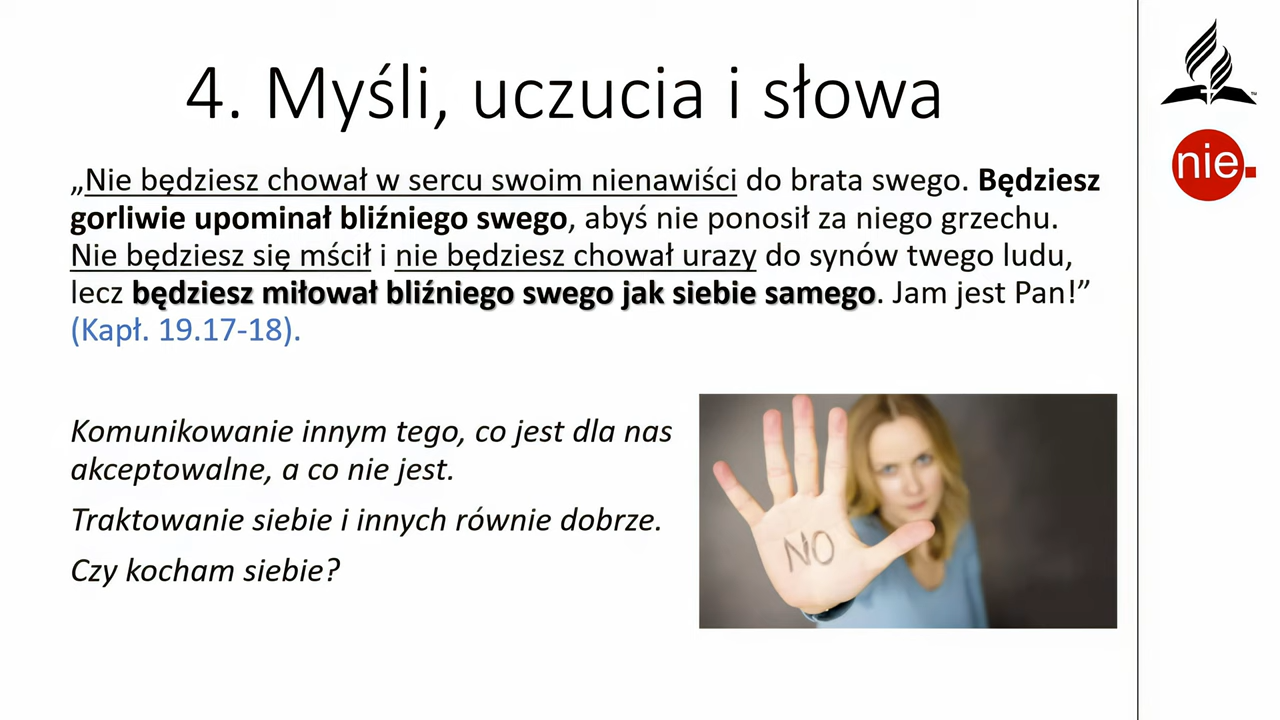 4. Myśli, uczucia i słowa
„Nie będziesz chował w sercu swoim nienawiści do brata swego. Będziesz
gorliwie upominał bliźniego swego, abyś nie ponosił za niego grzechu.
Nie będziesz się mścił i nie będziesz chował urazy do synów twego ludu,
lecz będziesz miłował bliźniego swego jak siebie samego. Jam jest Pan!”
(Kapł. 19.17-18).
Komunikowanie innym tego, co jest dla nas
akceptowalne, a co nie jest.
Traktowanie siebie i innych równie dobrze.
Czy kocham siebie?
NO
nie.